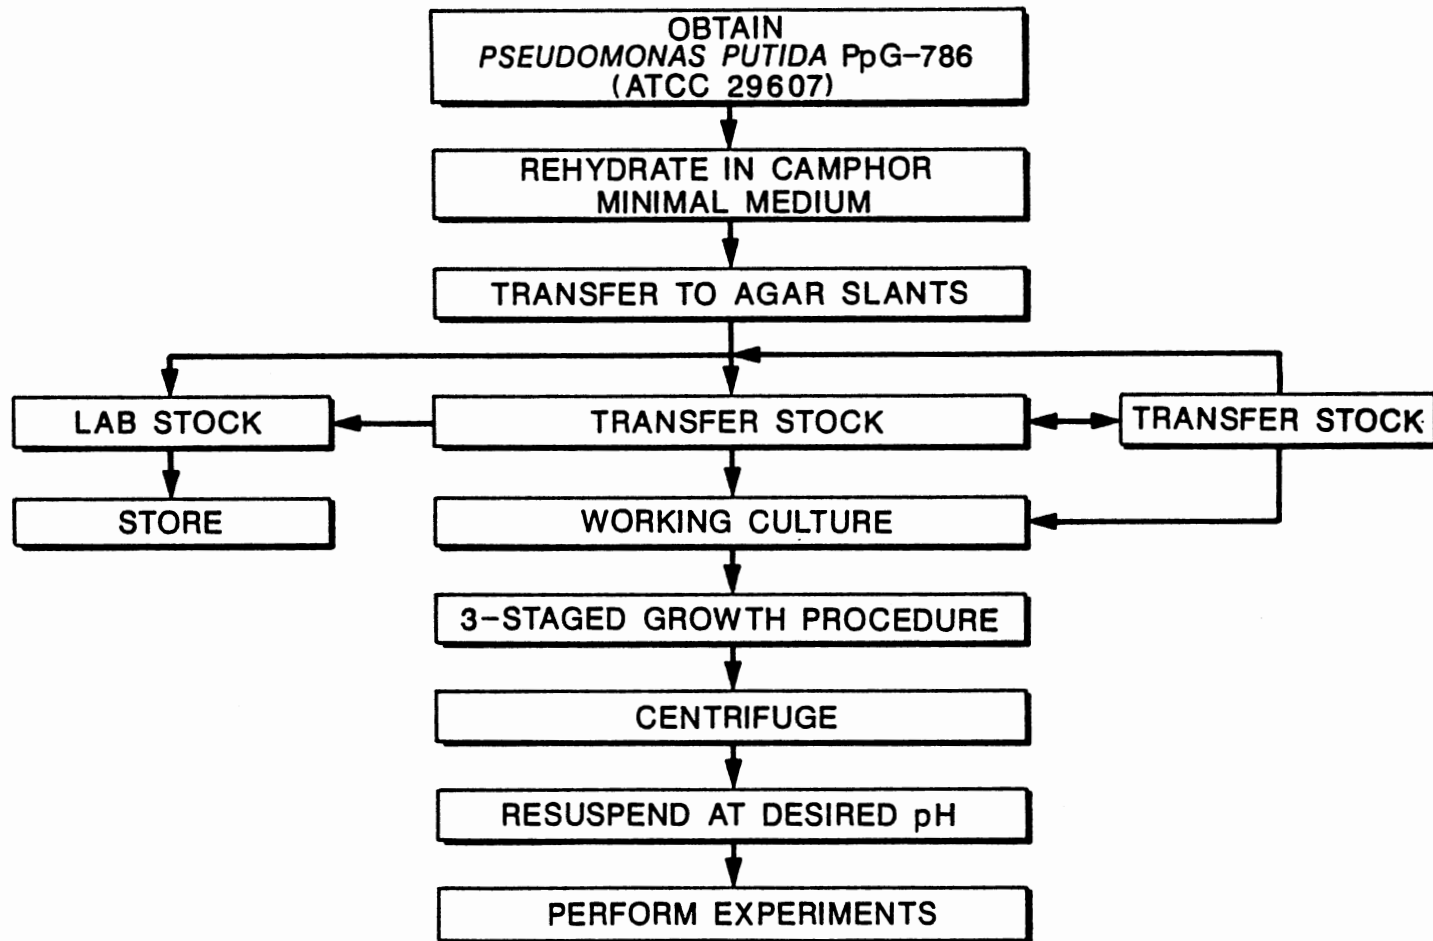 OBTAIN
PSEUDOMONAS PUTIDA PpG-786
(ATCC 29607)
REHYDRATE IN CAMPHOR
MINIMAL MEDIUM
TRANSFER TO AGAR SLANTS
LAB STOCK
TRANSFER STOCK
TRANSFER STOCK
STORE
WORKING CULTURE
3-STAGED GROWTH PROCEDURE
CENTRIFUGE
RESUSPEND AT DESIRED pH
PERFORM EXPERIMENTS